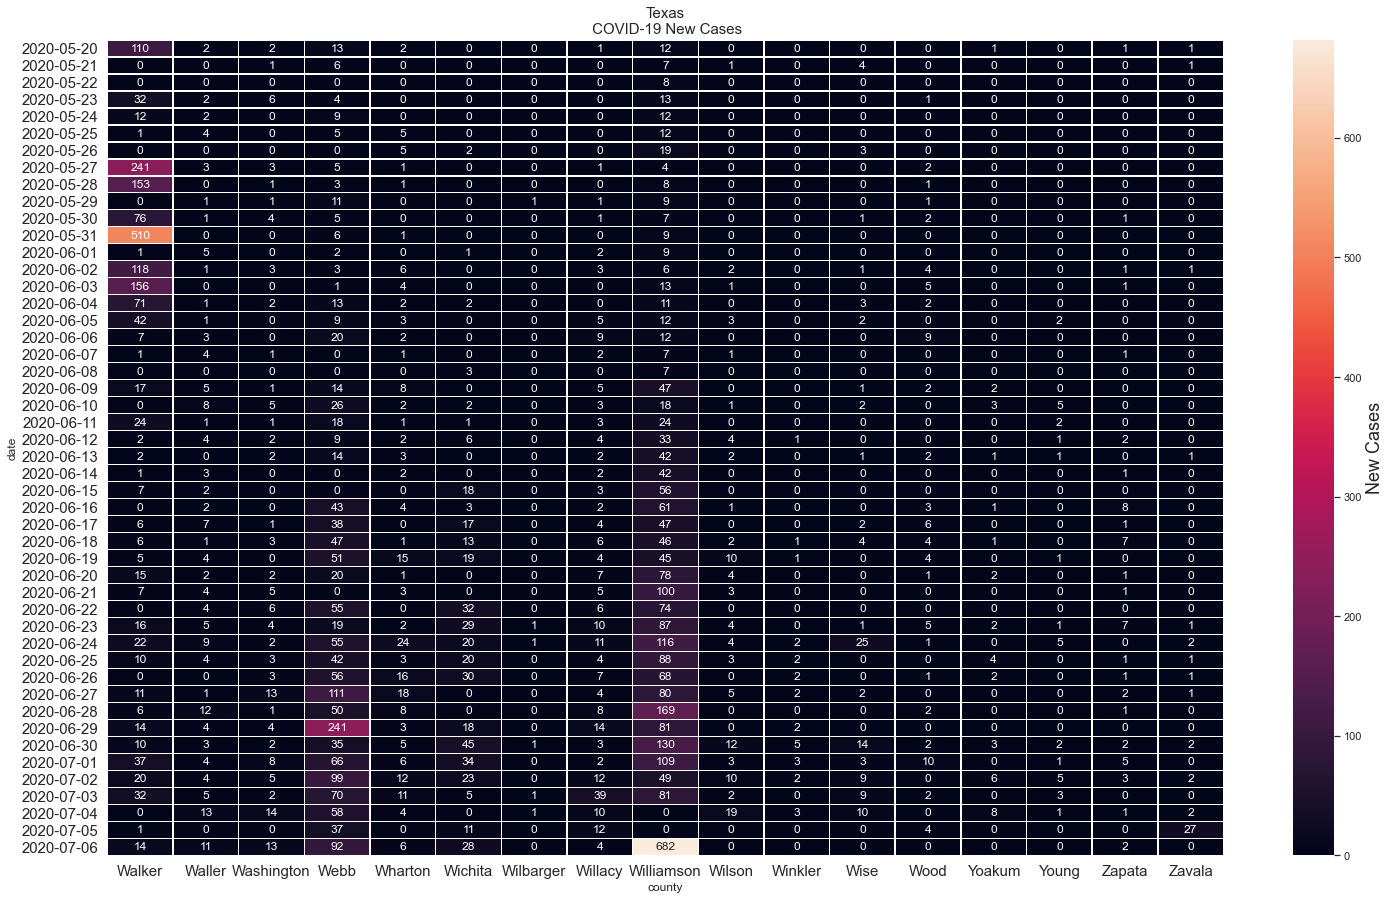 Texas
COVID-19 New Cases
2020-05-20 110 2 2 13 2 0 0 1 12 0 0 0 0 1 0 1 1
2020-05-21 0 0 1 6 0 0 0 0 7 1 0 4 0 0 0 0 1
2020-05-22 0 0 0 0 0 0 0 0 8 0 0 0 0 0 0 0 0
2020-05-23 32 2 6 4 0 0 0 0 13 0 0 0 1 0 0 0 0
2020-05-24 12 2 0 9 0 0 0 0 12 0 0 0 0 0 0 0 0
2020-05-25 1 4 0 5 5 0 0 0 12 0 0 0 0 0 0 0 0
2020-05-26 0 0 0 0 5 2 0 0 19 0 0 3 0 0 0 0 0
2020-05-27 241 3 3 5 1 0 0 1 4 0 0 0 2 0 0 0 0
2020-05-28 153 0 1 3 1 0 0 0 8 0 0 0 1 0 0 0 0
2020-05-29 0 1 1 11 0 0 1 1 9 0 0 0 1 0 0 0 0
2020-05-30 76 1 4 5 0 0 0 1 7 0 0 1 2 0 0 1 0
2020-05-31 510 0 0 6 1 0 0 0 9 0 0 0 0 0 0 0 0
2020-06-01 1 5 0 2 0 1 0 2 9 0 0 0 0 0 0 0 0
2020-06-02 118 1 3 3 6 0 0 3 6 2 0 1 4 0 0 1 1
2020-06-03 156 0 0 1 4 0 0 0 13 1 0 0 5 0 0 1 0
2020-06-04 71 1 2 13 2 2 0 0 11 0 0 3 2 0 0 0 0
2020-06-05 42 1 0 9 3 0 0 5 12 3 0 2 0 0 2 0 0
2020-06-06 7 3 0 20 2 0 0 9 12 0 0 0 9 0 0 0 0
2020-06-07 1 4 1 0 1 0 0 2 7 1 0 0 0 0 0 1 0
2020-06-08 0 0 0 0 0 3 0 0 7 0 0 0 0 0 0 0 0
2020-06-09 17 5 1 14 8 0 0 5 47 0 0 1 2 2 0 0 0
2020-06-10 0 8 5 26 2 2 0 3 18 1 0 2 0 3 5 0 0
2020-06-11 24 1 1 18 1 1 0 3 24 0 0 0 0 0 2 0 0
2020-06-12 2 4 2 9 2 6 0 4 33 4 1 0 0 0 1 2 0
2020-06-13 2 0 2 14 3 0 0 2 42 2 0 1 2 1 1 0 1
2020-06-14 1 3 0 0 2 0 0 2 42 0 0 0 0 0 0 1 0
2020-06-15 7 2 0 0 0 18 0 3 56 0 0 0 0 0 0 0 0
2020-06-16 0 2 0 43 4 3 0 2 61 1 0 0 3 1 0 8 0
2020-06-17 6 7 1 38 0 17 0 4 47 0 0 2 6 0 0 1 0
2020-06-18 6 1 3 47 1 13 0 6 46 2 1 4 4 1 0 7 0
2020-06-19 5 4 0 51 15 19 0 4 45 10 1 0 4 0 1 0 0
2020-06-20 15 2 2 20 1 0 0 7 78 4 0 0 1 2 0 1 0
2020-06-21 7 4 5 0 3 0 0 5 100 3 0 0 0 0 0 1 0
2020-06-22 0 4 6 55 0 32 0 6 74 0 0 0 0 0 0 0 0
2020-06-23 16 5 4 19 2 29 1 10 87 4 0 1 5 2 1 7 1
2020-06-24 22 9 2 55 24 20 1 11 116 4 2 25 1 0 5 0 2
2020-06-25 10 4 3 42 3 20 0 4 88 3 2 0 0 4 0 1 1
2020-06-26 0 0 3 56 16 30 0 7 68 0 2 0 1 2 0 1 1
2020-06-27 11 1 13 111 18 0 0 4 80 5 2 2 0 0 0 2 1
2020-06-28 6 12 1 50 8 0 0 8 169 0 0 0 2 0 0 1 0
2020-06-29 14 4 4 241 3 18 0 14 81 0 2 0 0 0 0 0 0
2020-06-30 10 3 2 35 5 45 1 3 130 12 5 14 2 3 2 2 2
2020-07-01 37 4 8 66 6 34 0 2 109 3 3 3 10 0 1 5 0
2020-07-02 20 4 5 99 12 23 0 12 49 10 2 9 0 6 5 3 2
2020-07-03 32 5 2 70 11 5 1 39 81 2 0 9 2 0 3 0 0
2020-07-04 0 13 14 58 4 0 1 10 0 19 3 10 0 8 1 1 2
2020-07-05 1 0 0 37 0 11 0 12 0 0 0 0 4 0 0 0 27
2020-07-06 14 11 13 92 6 28 0 4 682 0 0 0 0 0 0 2 0
Walker Waller Washington Webb Wharton Wichita Wilbarger Willacy Williamson Wilson Winkler Wise Wood Yoakum Young Zapata Zavala
county
date
600
500
400
300
200
100
0
New Cases